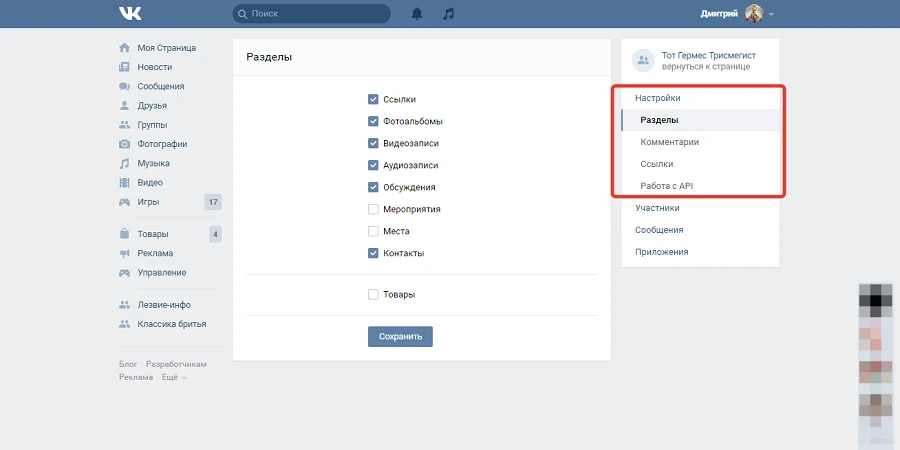 Поиск
Дмитрий
Моя Страница
Новости
Сообщения
Друзья
Группы
Фотографии
Музыка
Видео
Игры 17
Товары 4
Реклама
Управление
Лезвие-инфо
Классика бритья
Блог Разработчикам
Реклама Ещё
Разделы
Ссылки
Фотоальбомы
Видеозаписи
Аудиозаписи
Обсуждения
Мероприятия
Места
Контакты
Товары
Сохранить
Тот Гермес Трисмегист
вернуться к странице
Настройки
Разделы
Комментарии
Ссылки
Работа с API
Участники
Сообщения
Приложения